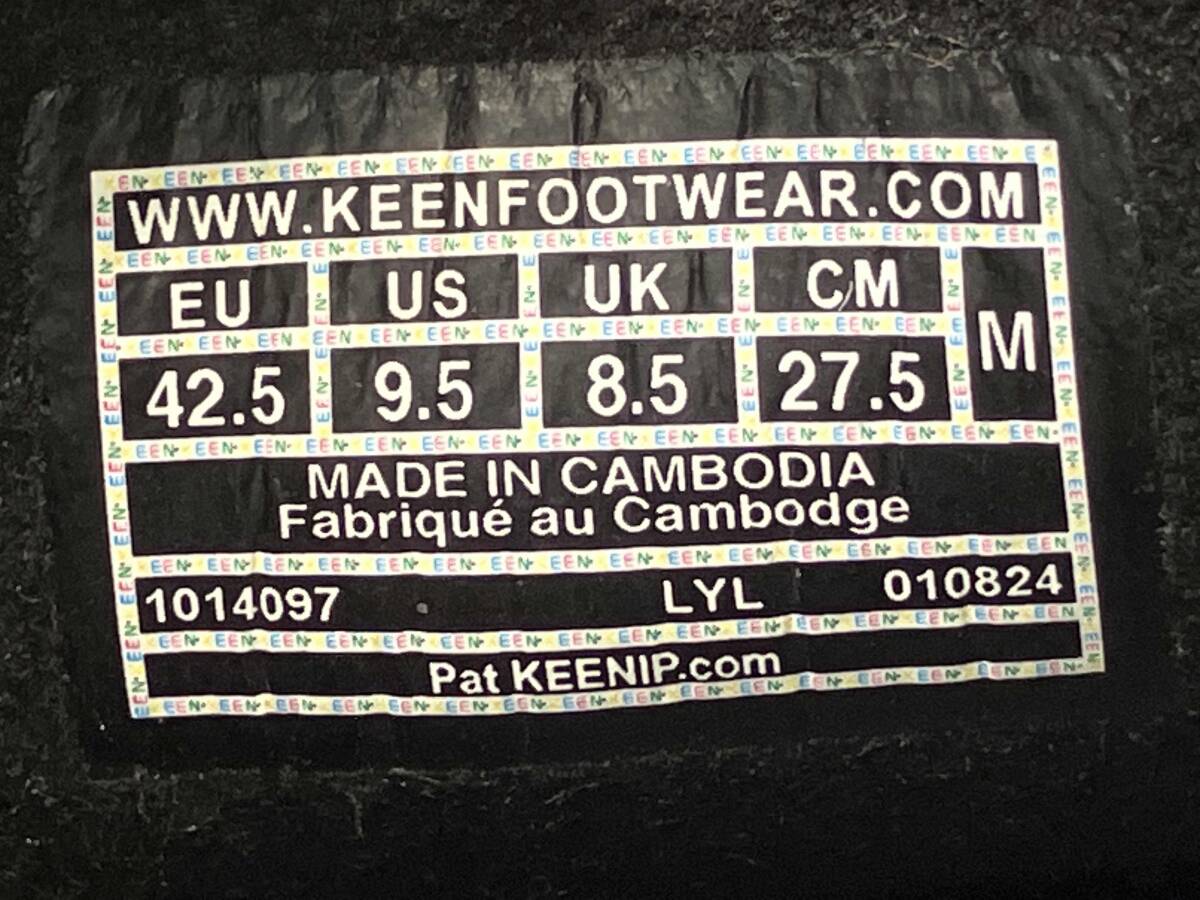 WWW.KEENFOOTWEAR.COM
EU US UK CM M
42.5 9.5 8.5 27.5
MADE IN CAMBODIA
Fabriqué au Cambodge
1014097 LYL 010824
Pat KEENIP.com